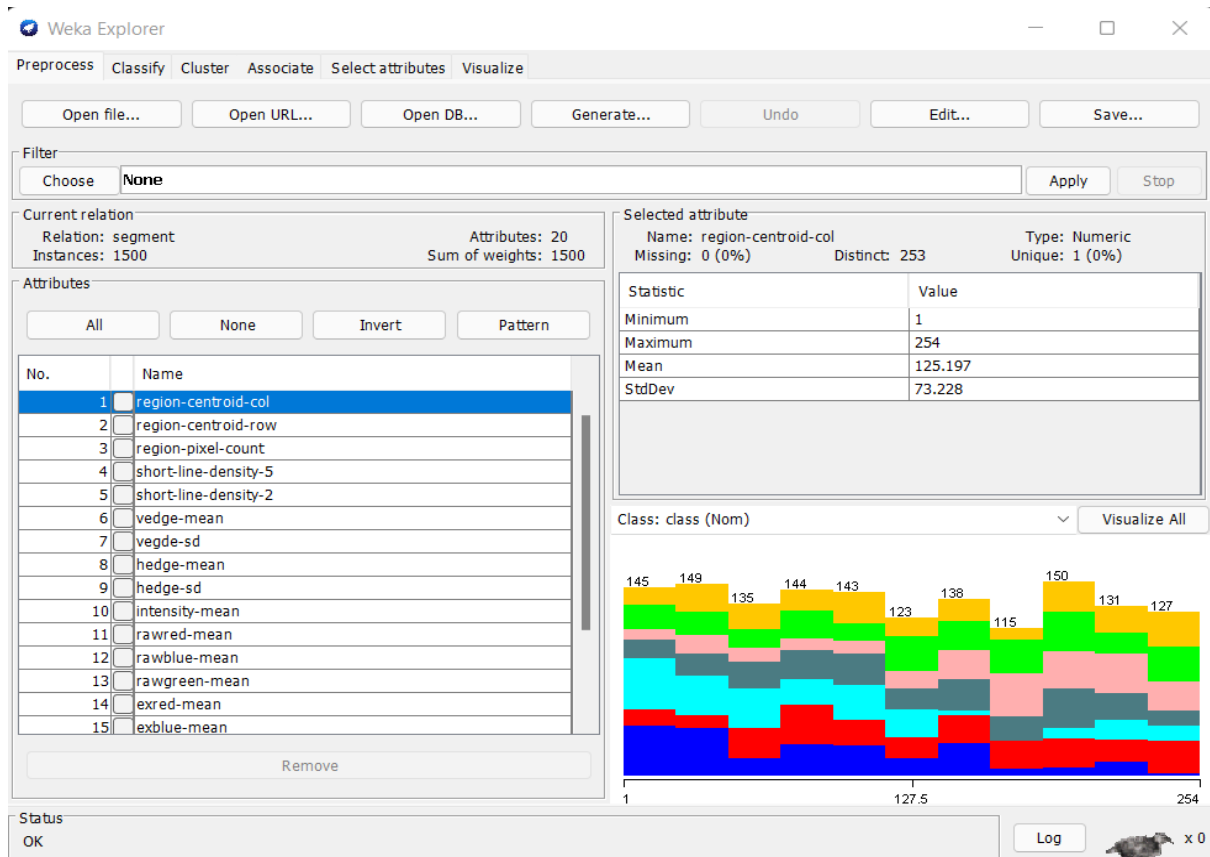 Weka Explorer
Preprocess Classify Cluster Associate Select attributes Visualize
Open file... Open URL... Open DB... Generate... Undo Edit... Save...
Filter
Choose None Apply Stop
Current relation
Relation: segment Attributes: 20
Instances: 1500 Sum of weights: 1500
Attributes
All None Invert Pattern
No. Name
1 region-centroid-col
2 region-centroid-row
3 region-pixel-count
4 short-line-density-5
5 short-line-density-2
6 vedge-mean
7 vegde-sd
8 hedge-mean
9 hedge-sd
10 intensity-mean
11 rawred-mean
12 rawblue-mean
13 rawgreen-mean
14 exred-mean
15 exblue-mean
Remove
Selected attribute
Name: region-centroid-col Type: Numeric
Missing: 0 (0%) Distinct: 253 Unique: 1 (0%)
Statistic Value
Minimum 1
Maximum 254
Mean 125.197
StdDev 73.228
Class: class (Nom) Visualize All
145 149 135 144 143 123 138 115 150 131 127
1 127.5 254
Status
OK
Log x 0